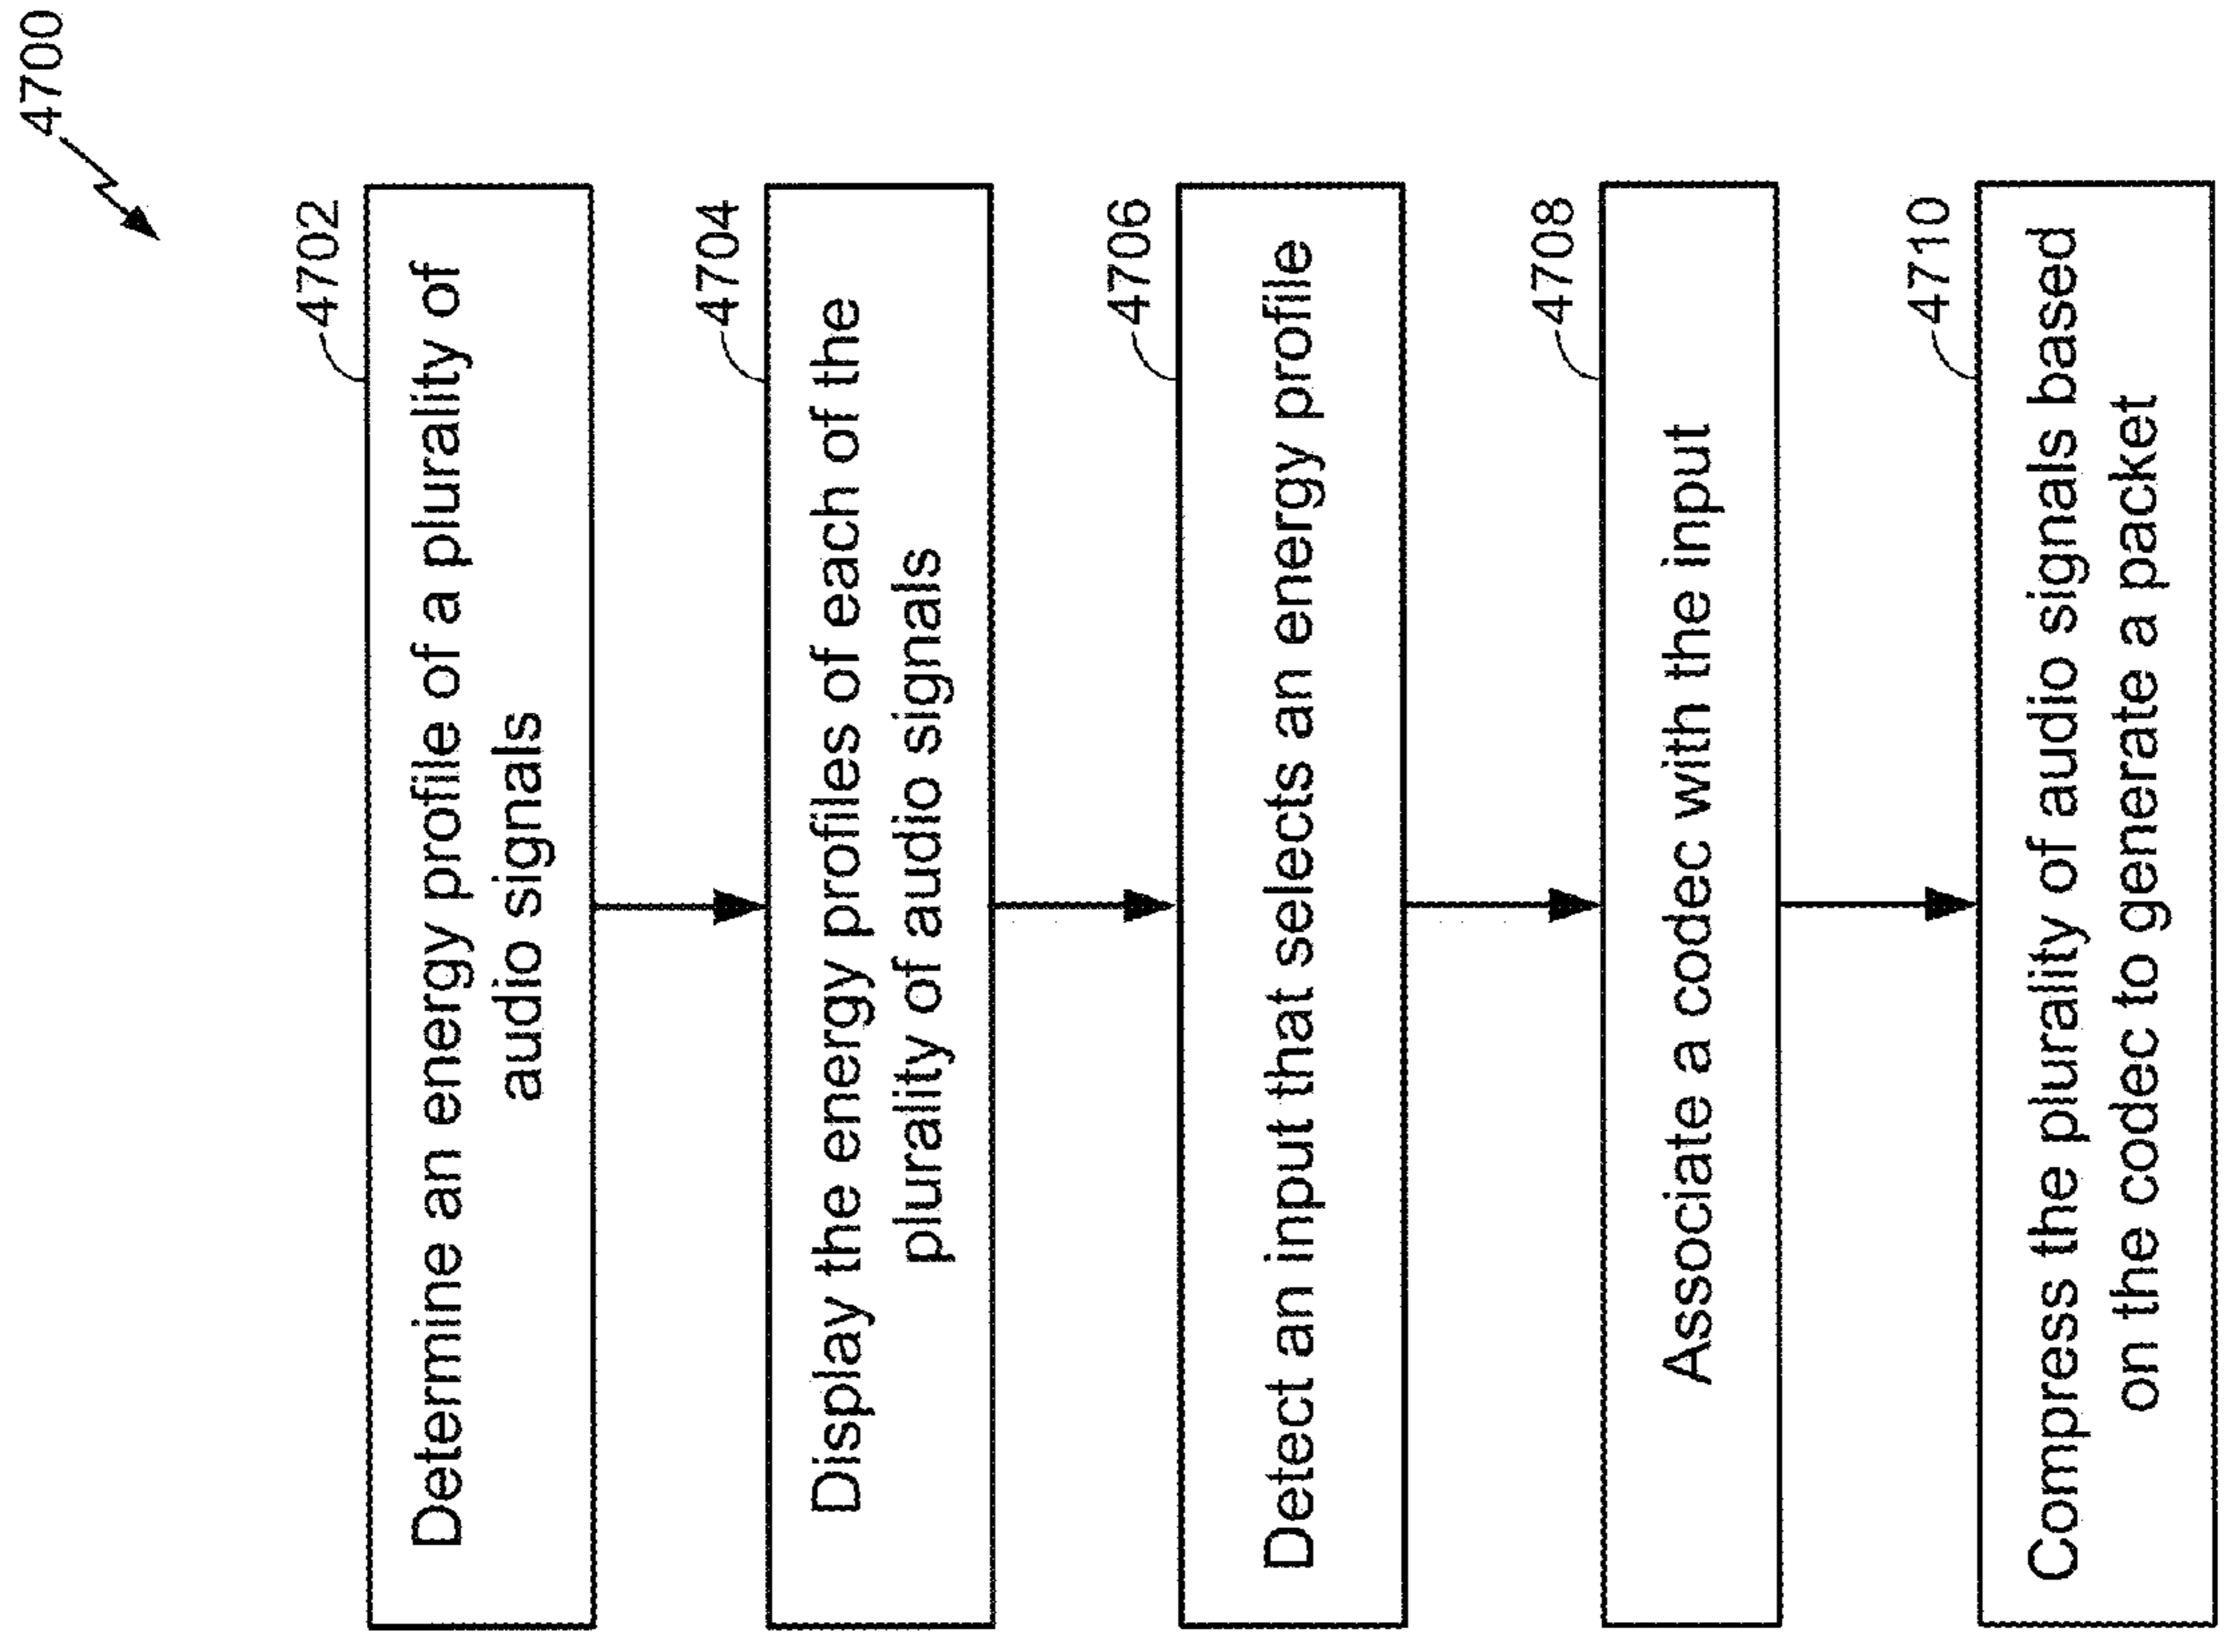 4700
4702
Determine an energy profile of a plurality of
audio signals
4704
Display the energy profiles of each of the
plurality of audio signals
4706
Detect an input that selects an energy profile
4708
Associate a codec with the input
4710
Compress the plurality of audio signals based
on the codec to generate a packet